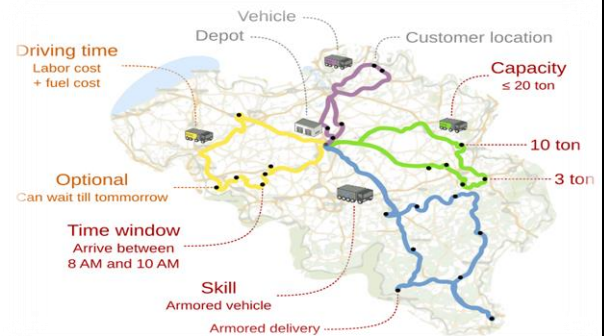 Vehicle
Depot
Customer location
Driving time
Labor cost
+ fuel cost
Capacity
≤ 20 ton
10 ton
3 ton
Optional
Can wait till tommorrow
Time window
Arrive between
8 AM and 10 AM
Skill
Armored vehicle
Armored delivery